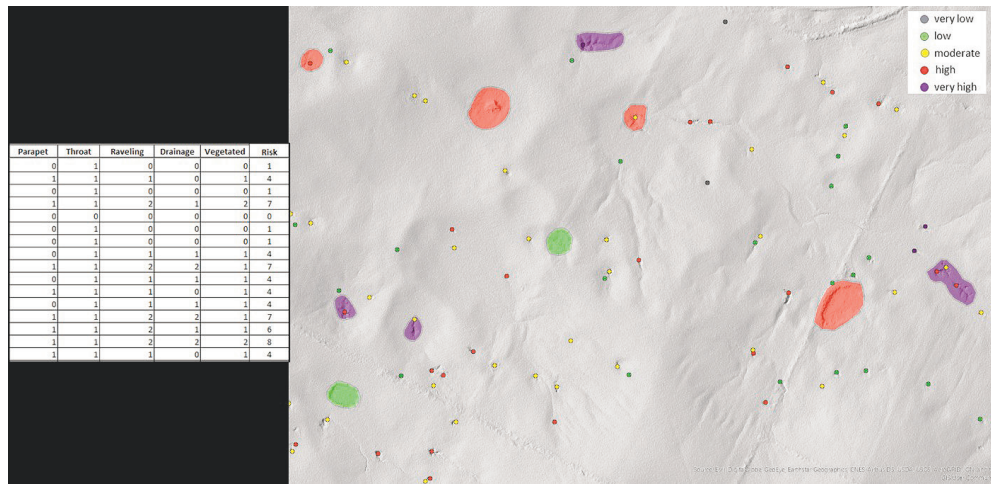 Parapet Throat Raveling Drainage Vegetated Risk
0 1 0 0 0 1
1 1 1 0 1 4
0 1 0 0 0 1
1 1 2 1 2 7
0 0 0 0 0 0
0 1 0 0 0 1
0 1 0 0 0 1
0 1 1 1 1 4
1 1 2 2 1 7
0 1 1 1 1 4
1 1 1 0 1 4
0 1 1 1 1 4
1 1 2 2 1 7
1 1 2 1 1 6
1 1 2 2 2 8
1 1 1 0 1 4
very low
low
moderate
high
very high